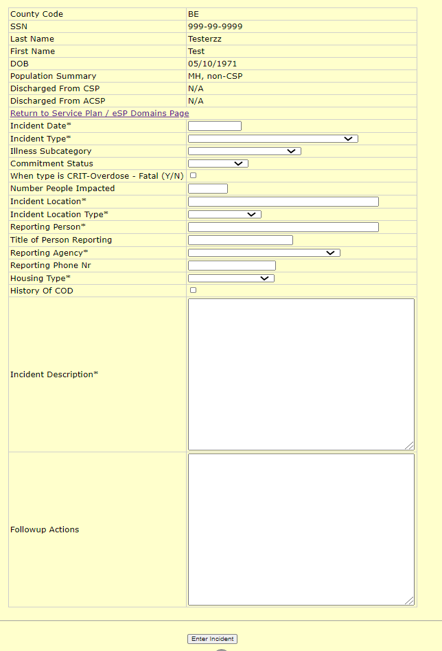 County Code BE
SSN 999-99-9999
Last Name Testerzz
First Name Test
DOB 05/10/1971
Population Summary MH, non-CSP
Discharged From CSP N/A
Discharged From ACSP N/A
Return to Service Plan / eSP Domains Page
Incident Date*
Incident Type*
Illness Subcategory
Commitment Status
When type is CRIT-Overdose - Fatal (Y/N)
Number People Impacted
Incident Location*
Incident Location Type*
Reporting Person*
Title of Person Reporting
Reporting Agency*
Reporting Phone Nr
Housing Type*
History Of COD
Incident Description*
Followup Actions
Enter Incident